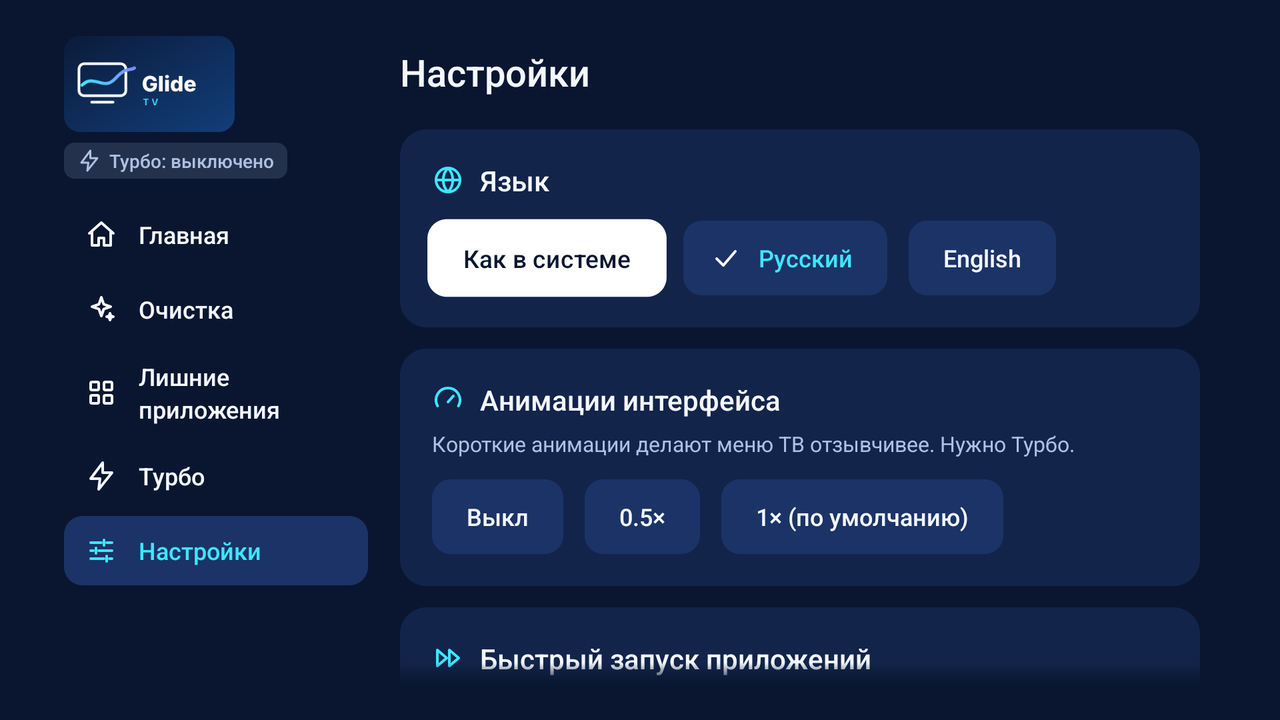 Glide
TV
Турбо: выключено
Главная
Очистка
Лишние
приложения
Турбо
Настройки
Настройки
Язык
Как в системе
Русский
English
Анимации интерфейса
Короткие анимации делают меню ТВ отзывчивее. Нужно Турбо.
Выкл
0.5×
1× (по умолчанию)
Быстрый запуск приложений